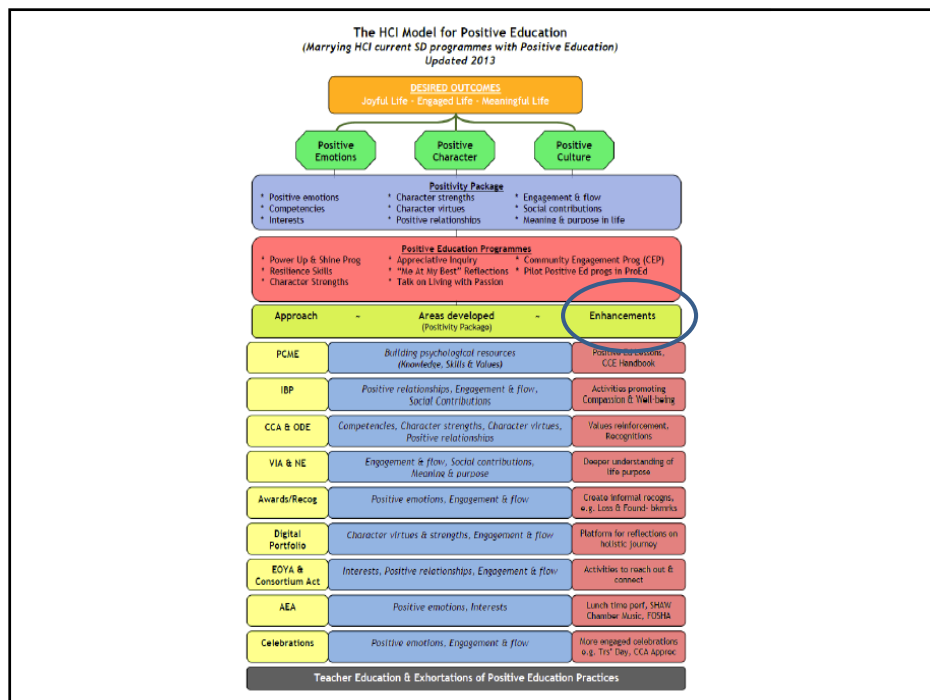 The HCI Model for Positive Education
(Marrying HCI current SD programmes with Positive Education)
Updated 2013
DESIRED OUTCOMES
Joyful Life - Engaged Life - Meaningful Life
Positive Emotions
Positive Character
Positive Culture
Positivity Package
* Positive emotions
* Competencies
* Interests
* Character strengths
* Character virtues
* Positive relationships
* Engagement & flow
* Social contributions
* Meaning & purpose in life
Positive Education Programmes
* Power Up & Shine Prog
* Resilience Skills
* Character Strengths
* Appreciative Inquiry
* "Me At My Best" Reflections
* Talk on Living with Passion
* Community Engagement Prog (CEP)
* Pilot Positive Ed progs in ProEd
Approach ~ Areas developed ~ Enhancements
(Positivity Package)
PCME
Building psychological resources
(Knowledge, Skills & Values)
Positive Ed Lessons,
CCE Handbook
IBP
Positive relationships, Engagement & flow,
Social Contributions
Activities promoting
Compassion & Well-being
CCA & ODE
Competencies, Character strengths, Character virtues,
Positive relationships
Values reinforcement,
Recognitions
VIA & NE
Engagement & flow, Social contributions,
Meaning & purpose
Deeper understanding of
life purpose
Awards/Recog
Positive emotions, Engagement & flow
Create informal recogns,
e.g. Loss & Found- bkmrks
Digital
Portfolio
Character virtues & strengths, Engagement & flow
Platform for reflections on
holistic journey
EOYA &
Consortium Act
Interests, Positive relationships, Engagement & flow
Activities to reach out &
connect
AEA
Positive emotions, Interests
Lunch time perf, SHAW
Chamber Music, FOSHA
Celebrations
Positive emotions, Engagement & flow
More engaged celebrations
e.g. Trs' Day, CCA Apprec
Teacher Education & Exhortations of Positive Education Practices